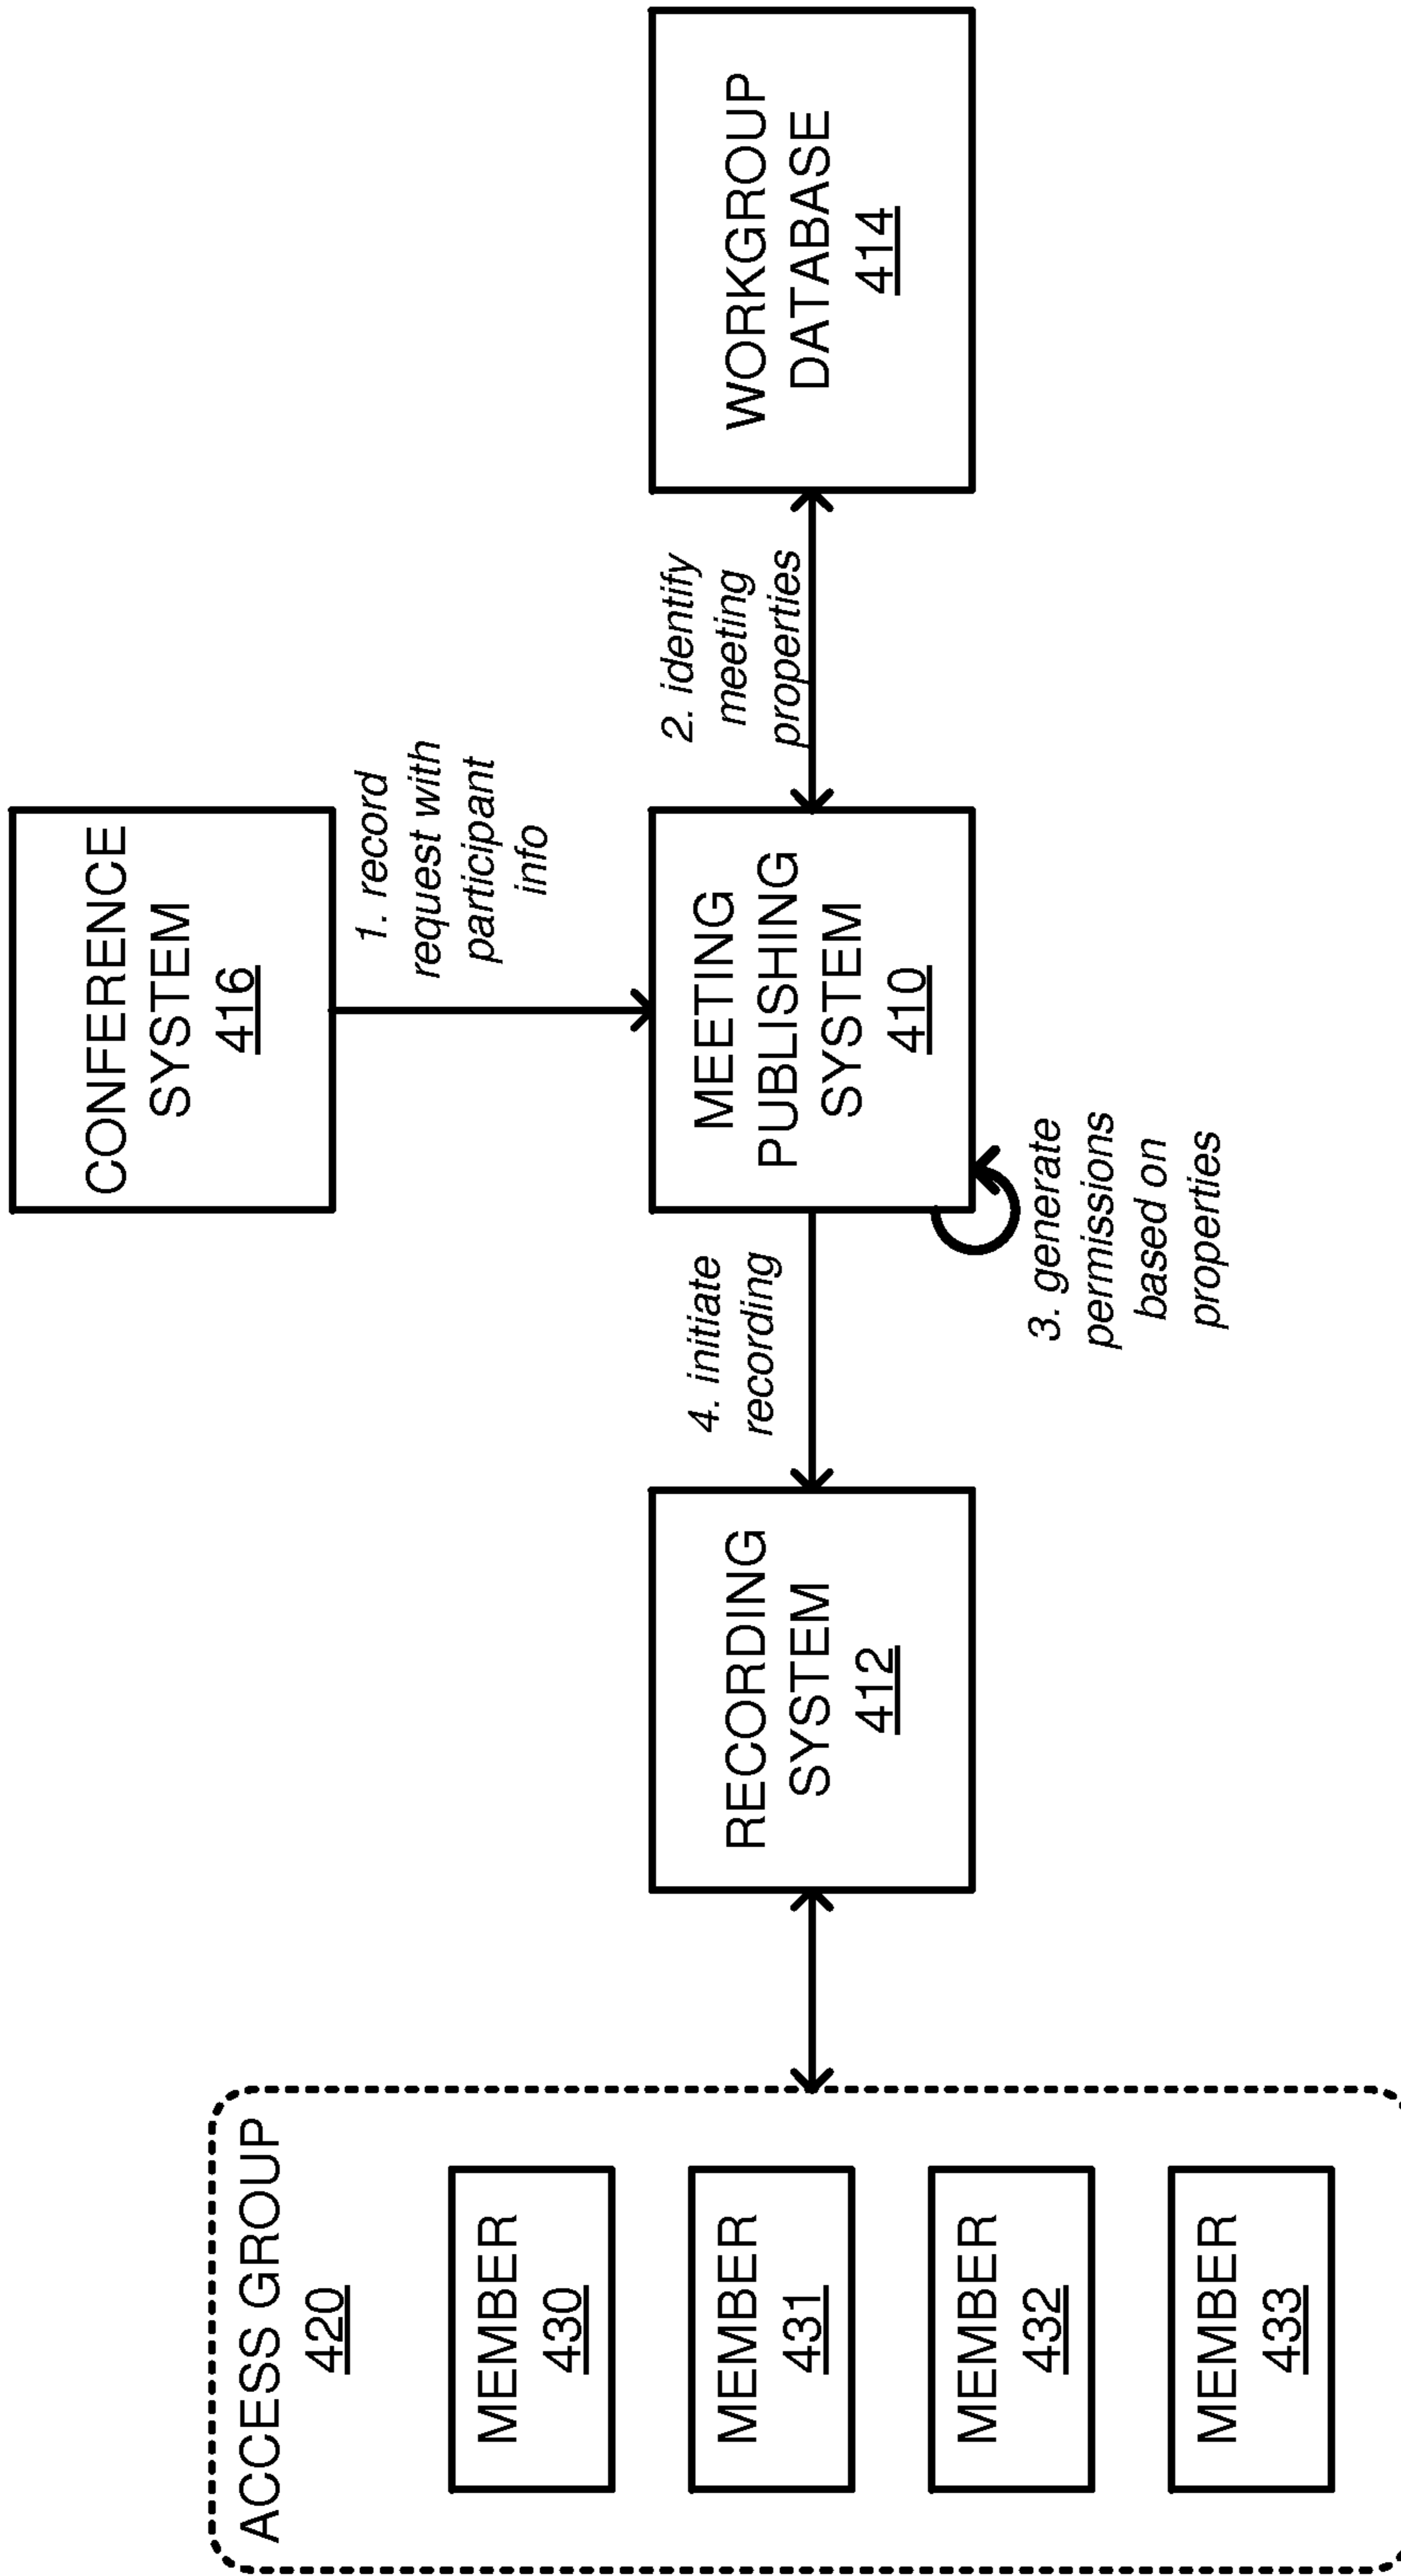 ACCESS GROUP
420
MEMBER
430
MEMBER
431
MEMBER
432
MEMBER
433
RECORDING
SYSTEM
412
4. initiate
recording
CONFERENCE
SYSTEM
416
1. record
request with
participant
info
MEETING
PUBLISHING
SYSTEM
410
3. generate
permissions
based on
properties
2. identify
meeting
properties
WORKGROUP
DATABASE
414